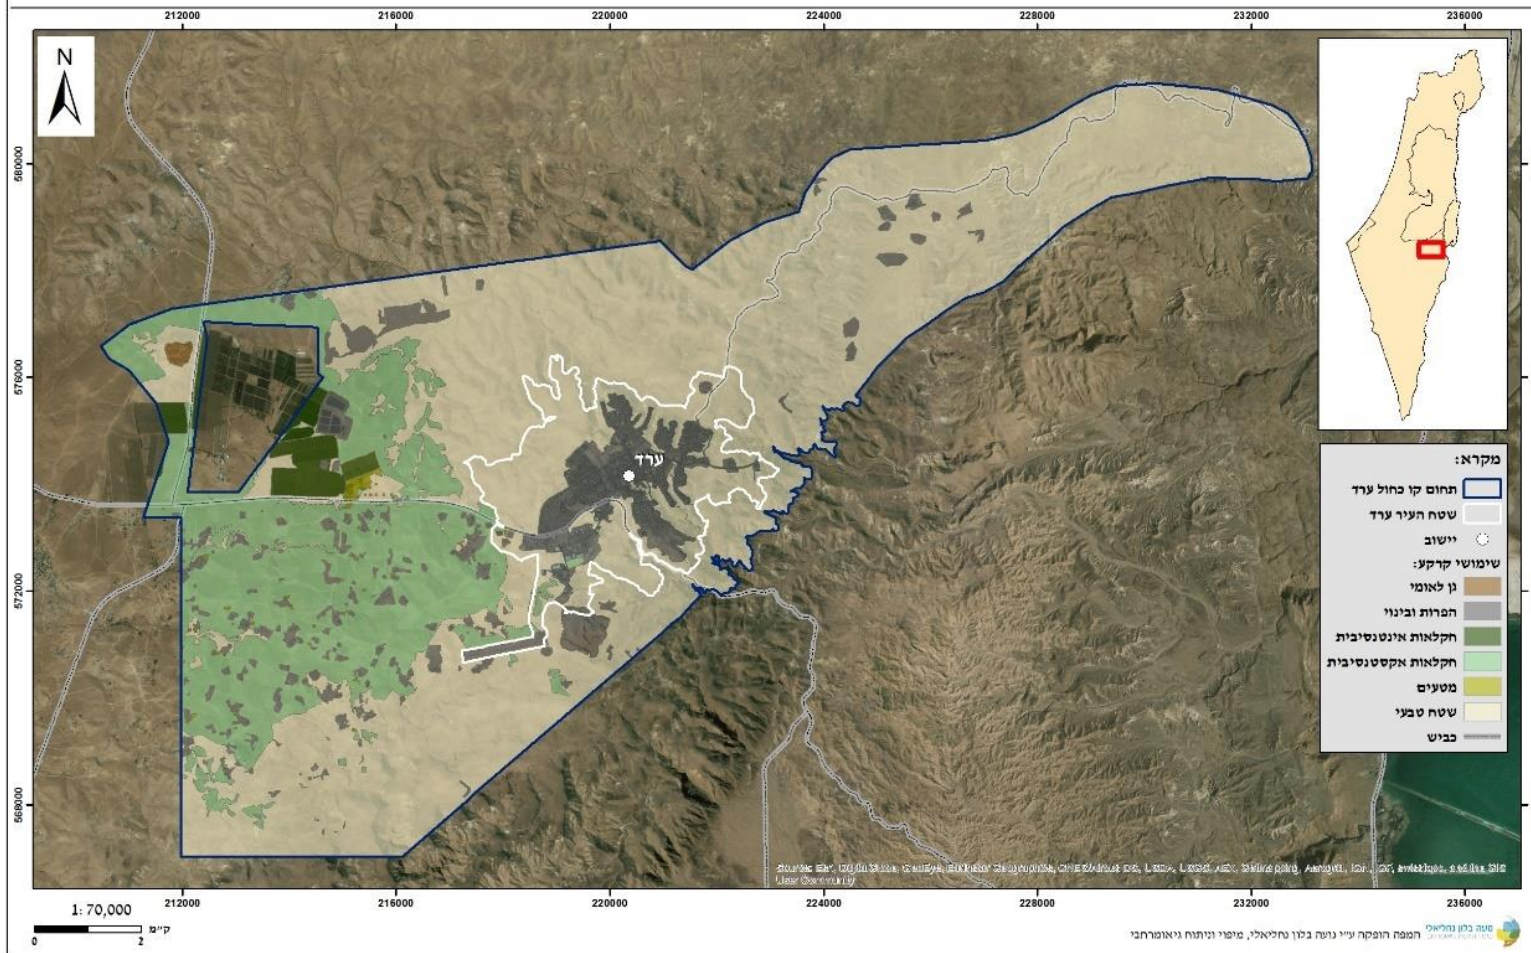 212000 216000 220000 224000 228000 232000 236000
N
580000
576000
572000
568000
ערד
מקרא:
תחום קו כחול ערד
שטח העיר ערד
יישוב
שימושי קרקע:
גן לאומי
הפרות ובינוי
חקלאות אינטנסיבית
חקלאות אקסטנסיבית
מטעים
שטח טבעי
כביש
User Community
212000 216000 220000 224000 228000 232000 236000
1:70,000
0 2 ק"מ
המפה הופקה ע"י נועה בלון נחליאלי, מיפוי וניתוח גיאומרחבי
נועה בלון נחליאלי